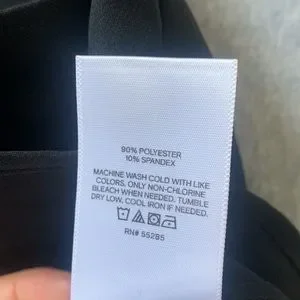 90% POLYESTER
10% SPANDEX
MACHINE WASH COLD WITH LIKE
COLORS, ONLY NON-CHLORINE
BLEACH WHEN NEEDED. TUMBLE
DRY LOW, COOL IRON IF NEEDED.
RN# 55285